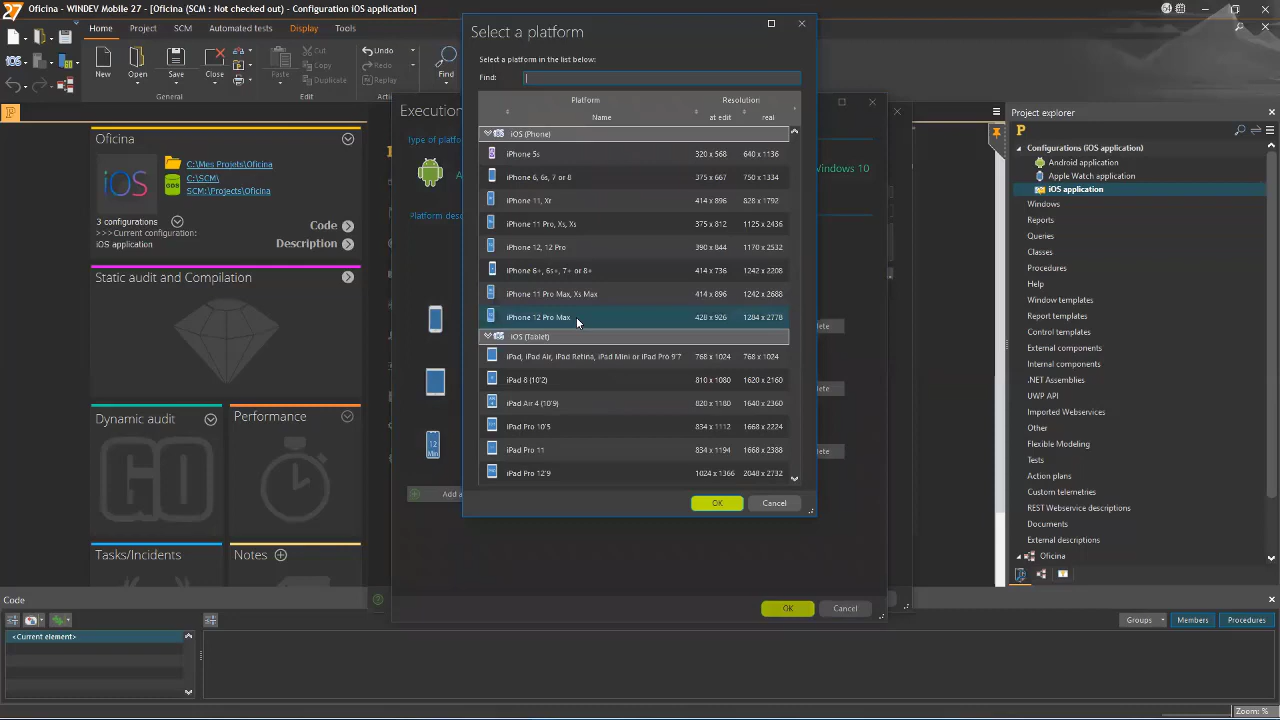 27 Oficina (SCM : Not checked out) - WINDEV Mobile 27 - Oficina (SCM : Not checked out) - Configuration iOS application]
Home Project SCM Automated tests Display Tools
New Open Save Close
General
Paste Cut Copy Duplicate
Undo Redo Replay
Find
Oficina
iOS
C:\Mes Projets\Oficina
C:\SCM\
SCM:\Projects\Oficina
3 configurations
>>>Current configuration:
iOS application
Code
Description
Static audit and Compilation
Dynamic audit
Performance
GO
Tasks/Incidents
Notes
Execution
Type of platfo
Windows 10
Platform des
Add a
OK Cancel
Select a platform
Select a platform in the list below:
Find:
Platform Resolution
Name at edit real
iOS (Phone)
iPhone 5s 320 x 568 640 x 1136
iPhone 6, 6s, 7 or 8 375 x 667 750 x 1334
iPhone 11, Xr 414 x 896 828 x 1792
iPhone 11 Pro, Xs, Xs 375 x 812 1125 x 2436
iPhone 12, 12 Pro 390 x 844 1170 x 2532
iPhone 6+, 6s+, 7+ or 8+ 414 x 736 1242 x 2208
iPhone 11 Pro Max, Xs Max 414 x 896 1242 x 2688
iPhone 12 Pro Max 428 x 926 1284 x 2778
iOS (Tablet)
iPad, iPad Air, iPad Retina, iPad Mini or iPad Pro 9'7 768 x 1024 768 x 1024
iPad 8 (10'2) 810 x 1080 1620 x 2160
iPad Air 4 (10'9) 820 x 1180 1640 x 2360
iPad Pro 10'5 834 x 1112 1668 x 2224
iPad Pro 11 834 x 1194 1668 x 2388
iPad Pro 12'9 1024 x 1366 2048 x 2732
OK Cancel
Project explorer
Configurations (iOS application)
Android application
Apple Watch application
iOS application
Windows
Reports
Queries
Classes
Procedures
Window templates
Report templates
Control templates
External components
Internal components
.NET Assemblies
UWP API
Imported Webservices
Other
Flexible Modeling
Tests
Action plans
Custom telemetries
REST Webservice descriptions
Documents
External descriptions
Oficina
Code
Groups Members Procedures
<Current element>
Zoom: %